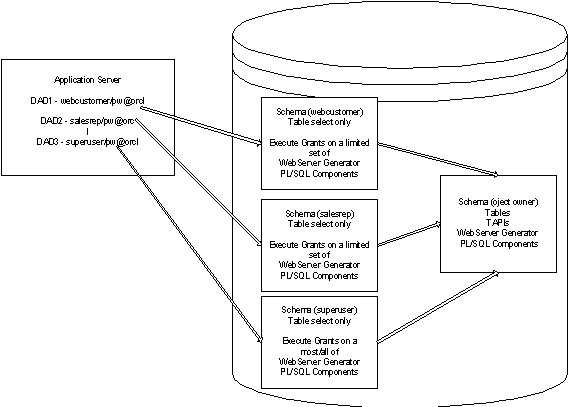 Application Server
DAD1 - webcustomer/pw@orcl
DAD2 - salesrep/pw@orc
l
DAD3 - superuser/pw@orcl
Schema (webcustomer)
Table select only
Execute Grants on a limited
set of
WebServer Generator
PL/SQL Components
Schema (salesrep)
Table select only
Execute Grants on a limited
set of
WebServer Generator
PL/SQL Components
Schema (superuser)
Table select only
Execute Grants on a
most/all of
WebServer Generator
PL/SQL Components
Schema (oject owner)
Tables
TAPIs
WebServer Generator
PL/SQL Components